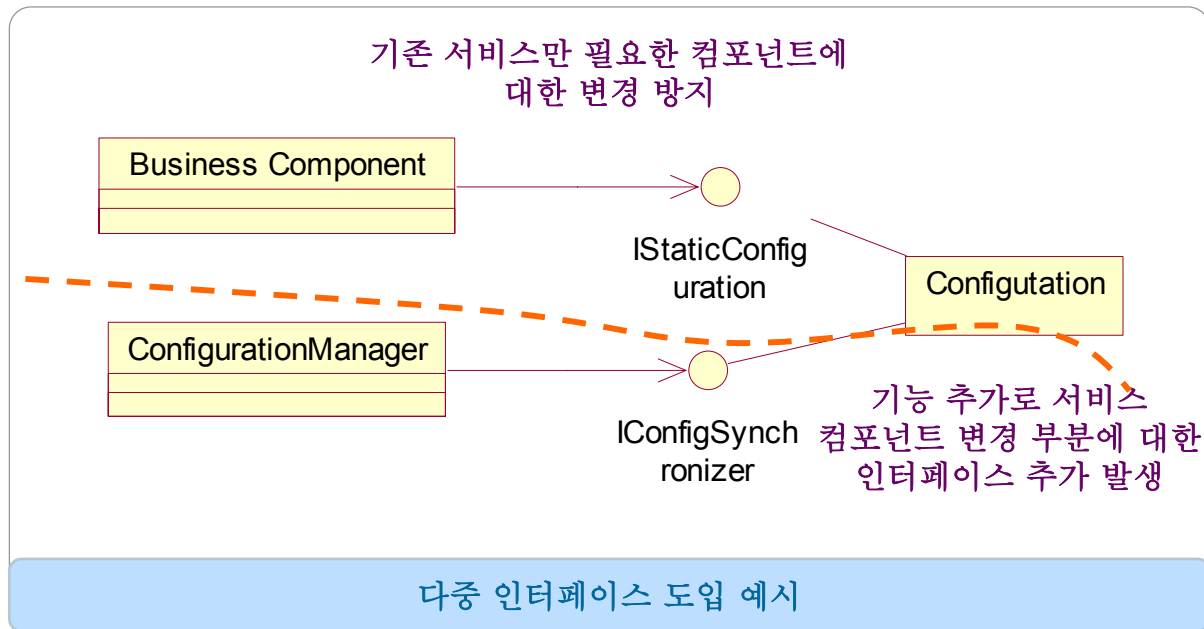 기존 서비스만 필요한 컴포넌트에
대한 변경 방지
Business Component
IStaticConfig
uration
Configutation
ConfigurationManager
IConfigSynch
ronizer
기능 추가로 서비스
컴포넌트 변경 부분에 대한
인터페이스 추가 발생
다중 인터페이스 도입 예시